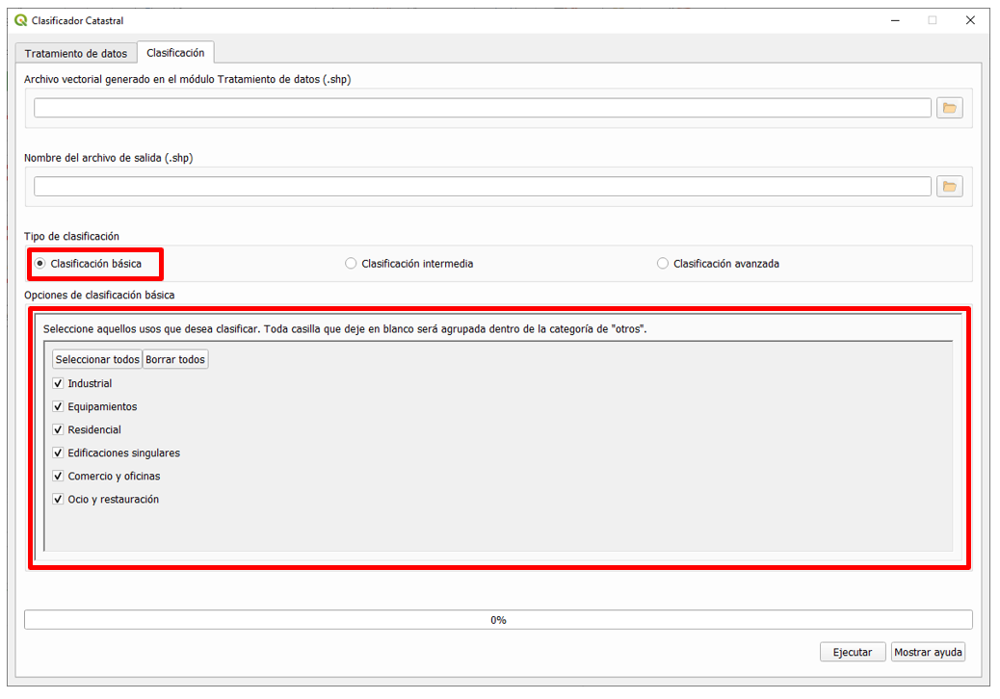 Clasificador Catastral
Tratamiento de datos
Clasificación
Archivo vectorial generado en el módulo Tratamiento de datos (.shp)
Nombre del archivo de salida (.shp)
Tipo de clasificación
Clasificación básica
Clasificación intermedia
Clasificación avanzada
Opciones de clasificación básica
Seleccione aquellos usos que desea clasificar. Toda casilla que deje en blanco será agrupada dentro de la categoría de "otros".
Seleccionar todos
Borrar todos
Industrial
Equipamientos
Residencial
Edificaciones singulares
Comercio y oficinas
Ocio y restauración
0%
Ejecutar
Mostrar ayuda